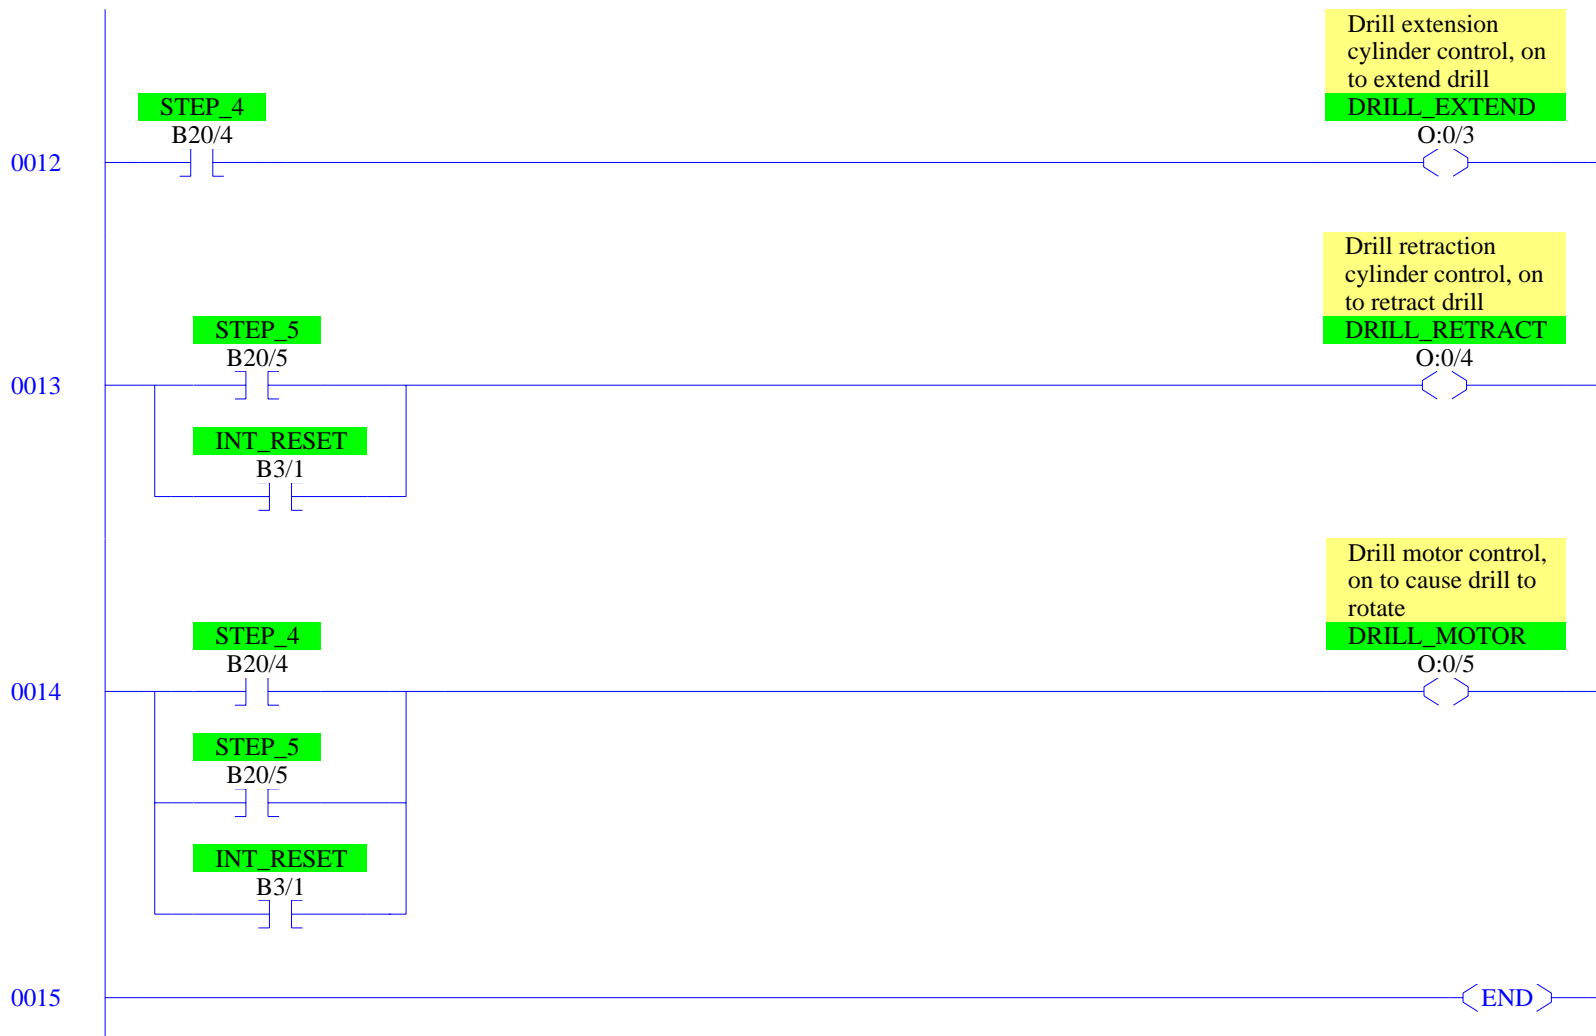 Drill extension
cylinder control, on
to extend drill
STEP_4
DRILL_EXTEND
B20/4
O:0/3
0012
Drill retraction
cylinder control, on
to retract drill
STEP_5
DRILL_RETRACT
B20/5
O:0/4
0013
INT_RESET
B3/1
Drill motor control,
on to cause drill to
rotate
STEP_4
DRILL_MOTOR
B20/4
O:0/5
0014
STEP_5
B20/5
INT_RESET
B3/1
0015
END